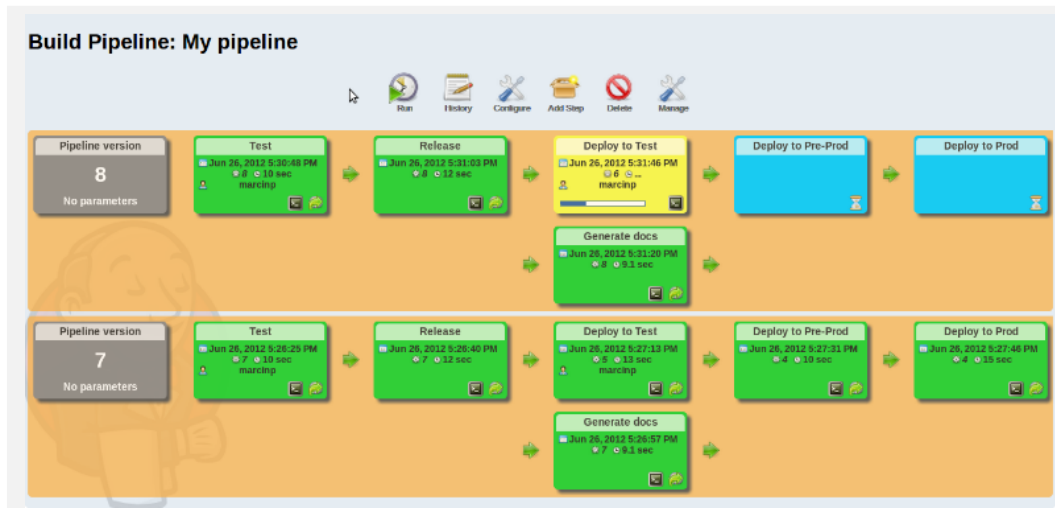 Build Pipeline: My pipeline
Run
History
Configure
Add Step
Delete
Manage
Pipeline version
8
No parameters
Test
Jun 26, 2012 5:30:48 PM
8 10 sec
marcinp
Release
Jun 26, 2012 5:31:03 PM
8 12 sec
Deploy to Test
Jun 26, 2012 5:31:46 PM
6 ...
marcinp
Deploy to Pre-Prod
Deploy to Prod
Generate docs
Jun 26, 2012 5:31:20 PM
8 9.1 sec
Pipeline version
7
No parameters
Test
Jun 26, 2012 5:26:25 PM
7 10 sec
marcinp
Release
Jun 26, 2012 5:26:40 PM
7 12 sec
Deploy to Test
Jun 26, 2012 5:27:13 PM
5 13 sec
marcinp
Deploy to Pre-Prod
Jun 26, 2012 5:27:31 PM
4 10 sec
Deploy to Prod
Jun 26, 2012 5:27:46 PM
4 15 sec
Generate docs
Jun 26, 2012 5:26:57 PM
7 9.1 sec